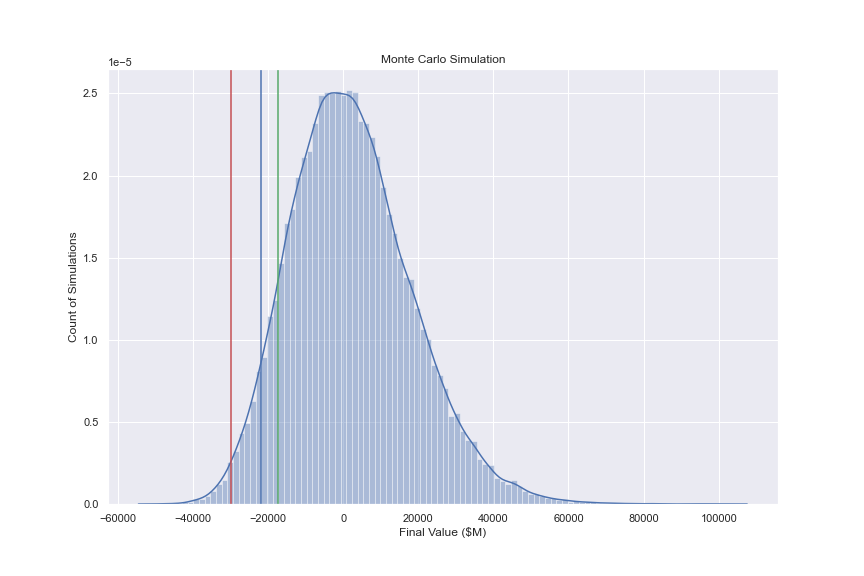 Monte Carlo Simulation
1e−5
2.5
2.0
1.5
1.0
0.5
0.0
Count of Simulations
−60000 −40000 −20000 0 20000 40000 60000 80000 100000
Final Value ($M)